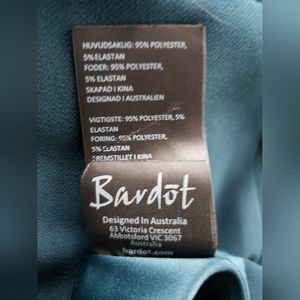 HUVUDSAKLIG: 95% POLYESTER,
5% ELASTAN
FODER: 95% POLYESTER,
5% ELASTAN
SKAPAD I KINA
DESIGNAD I AUSTRALIEN
VIGTIGSTE: 95% POLYESTER, 5%
ELASTAN
FORING: 95% POLYESTER,
5% ELASTAN
FREMSTILLET I KINA
Bardōt
Designed In Australia
63 Victoria Crescent
Abbotsford VIC 3067
Australia
bardot.com